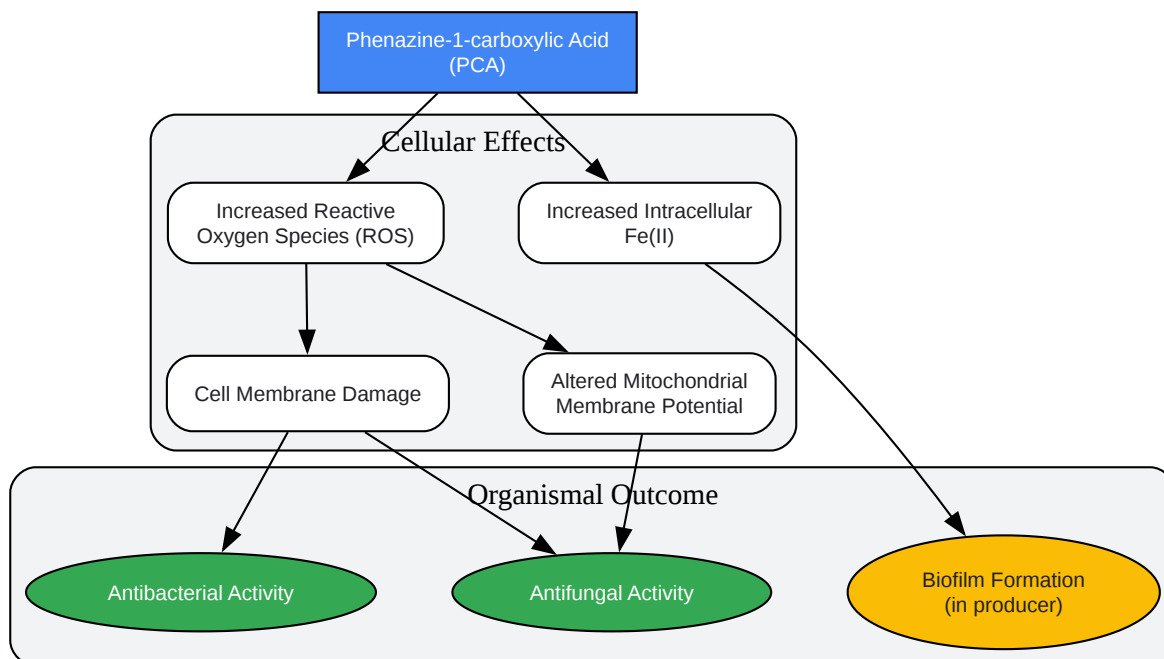 Phenazine-1-carboxylic Acid
(PCA)
Cellular Effects
Increased Reactive
Oxygen Species (ROS)
Increased Intracellular
Fe(II)
Cell Membrane Damage
Altered Mitochondrial
Membrane Potential
Organismal Outcome
Antibacterial Activity
Antifungal Activity
Biofilm Formation
(in producer)